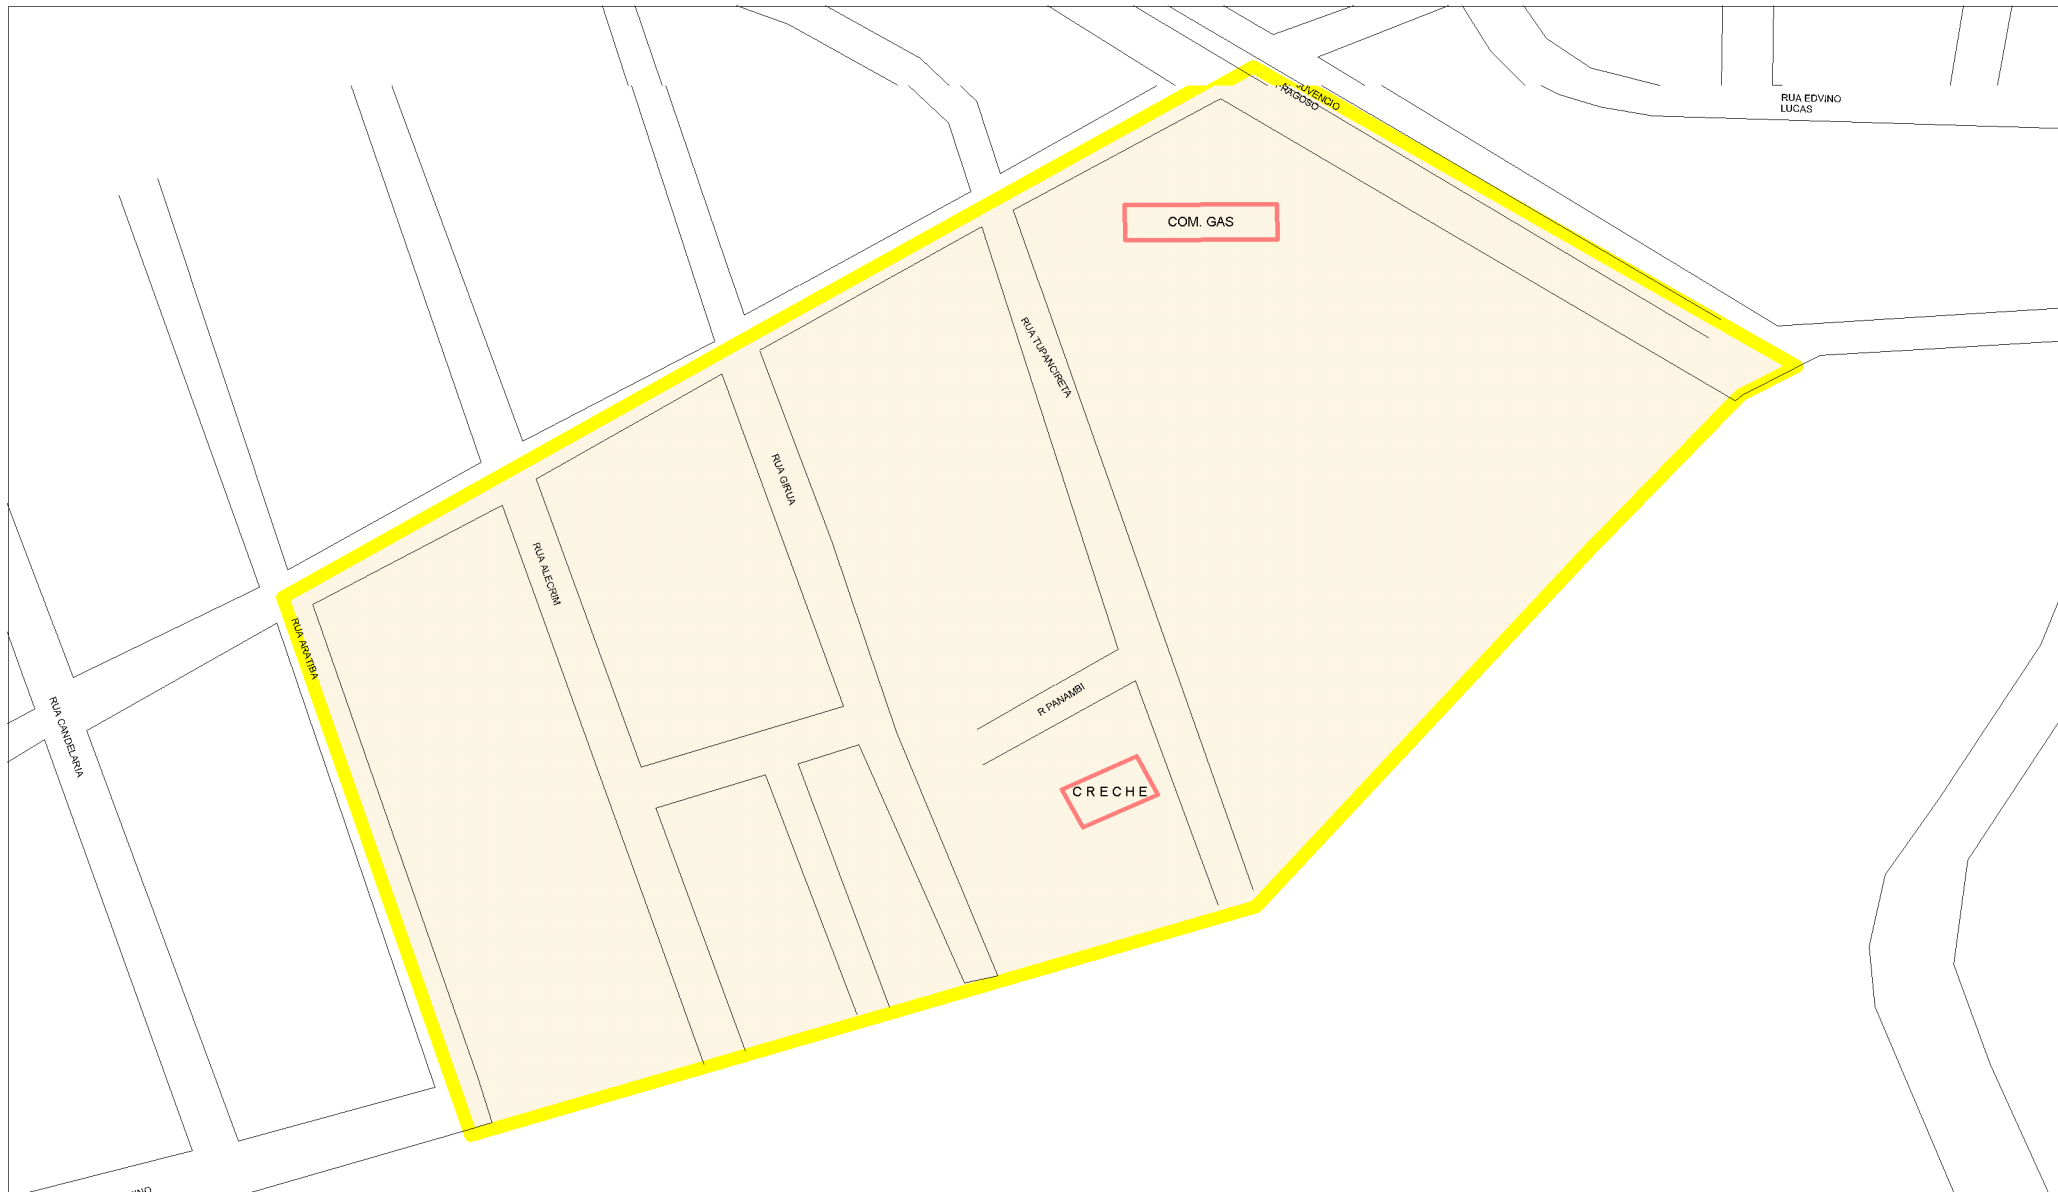 JUVENCIO
FRAGOSO
RUA EDVINO
LUCAS
COM. GAS
RUA TUPANCIRETA
RUA GIRUA
RUA ALECRIM
RUA ARATIBA
R PANAMBI
RUA CANDELARIA
CRECHE